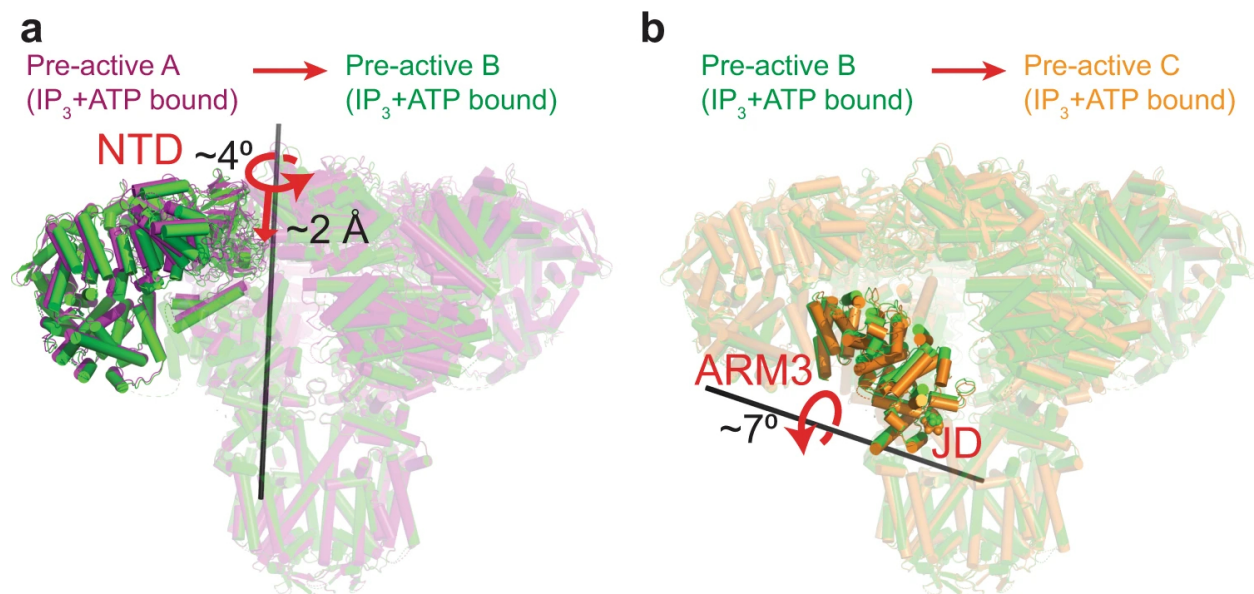 a
Pre-active A
(IP₃+ATP bound)
Pre-active B
(IP₃+ATP bound)
NTD
~4º
~2 Å
b
Pre-active B
(IP₃+ATP bound)
Pre-active C
(IP₃+ATP bound)
ARM3
~7º
JD